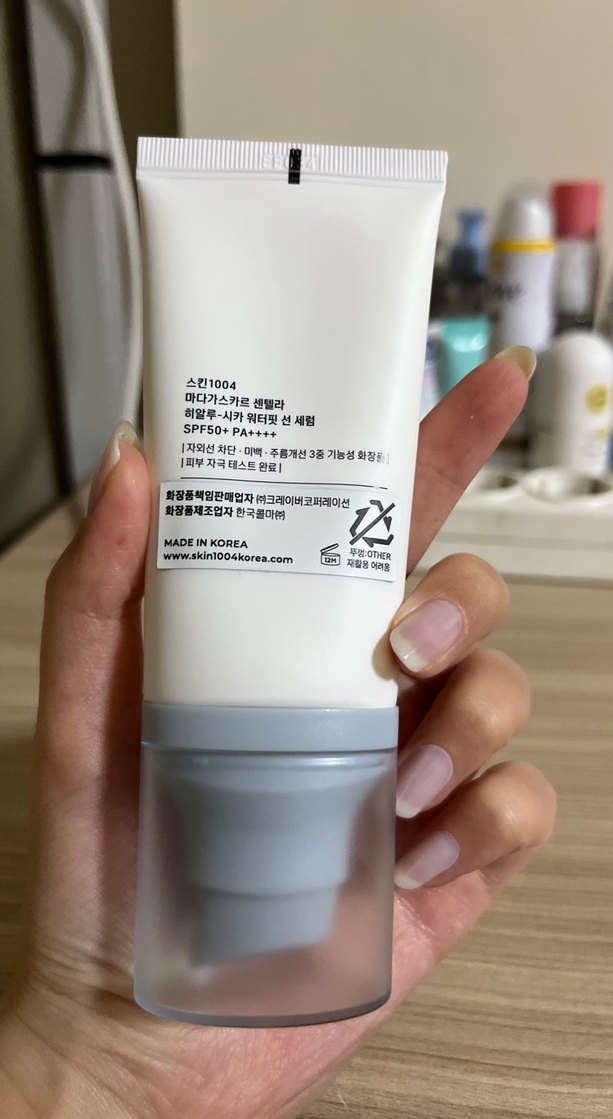 스킨1004
마다가스카르 센텔라
히알루-시카 워터핏 선 세럼
SPF50+ PA++++
| 자외선 차단 · 미백 · 주름개선 3중 기능성 화장품 |
| 피부 자극 테스트 완료 |
화장품책임판매업자 ㈜크레이버코퍼레이션
화장품제조업자 한국콜마㈜
MADE IN KOREA
www.skin1004korea.com
12M
뚜껑:OTHER
재활용 어려움